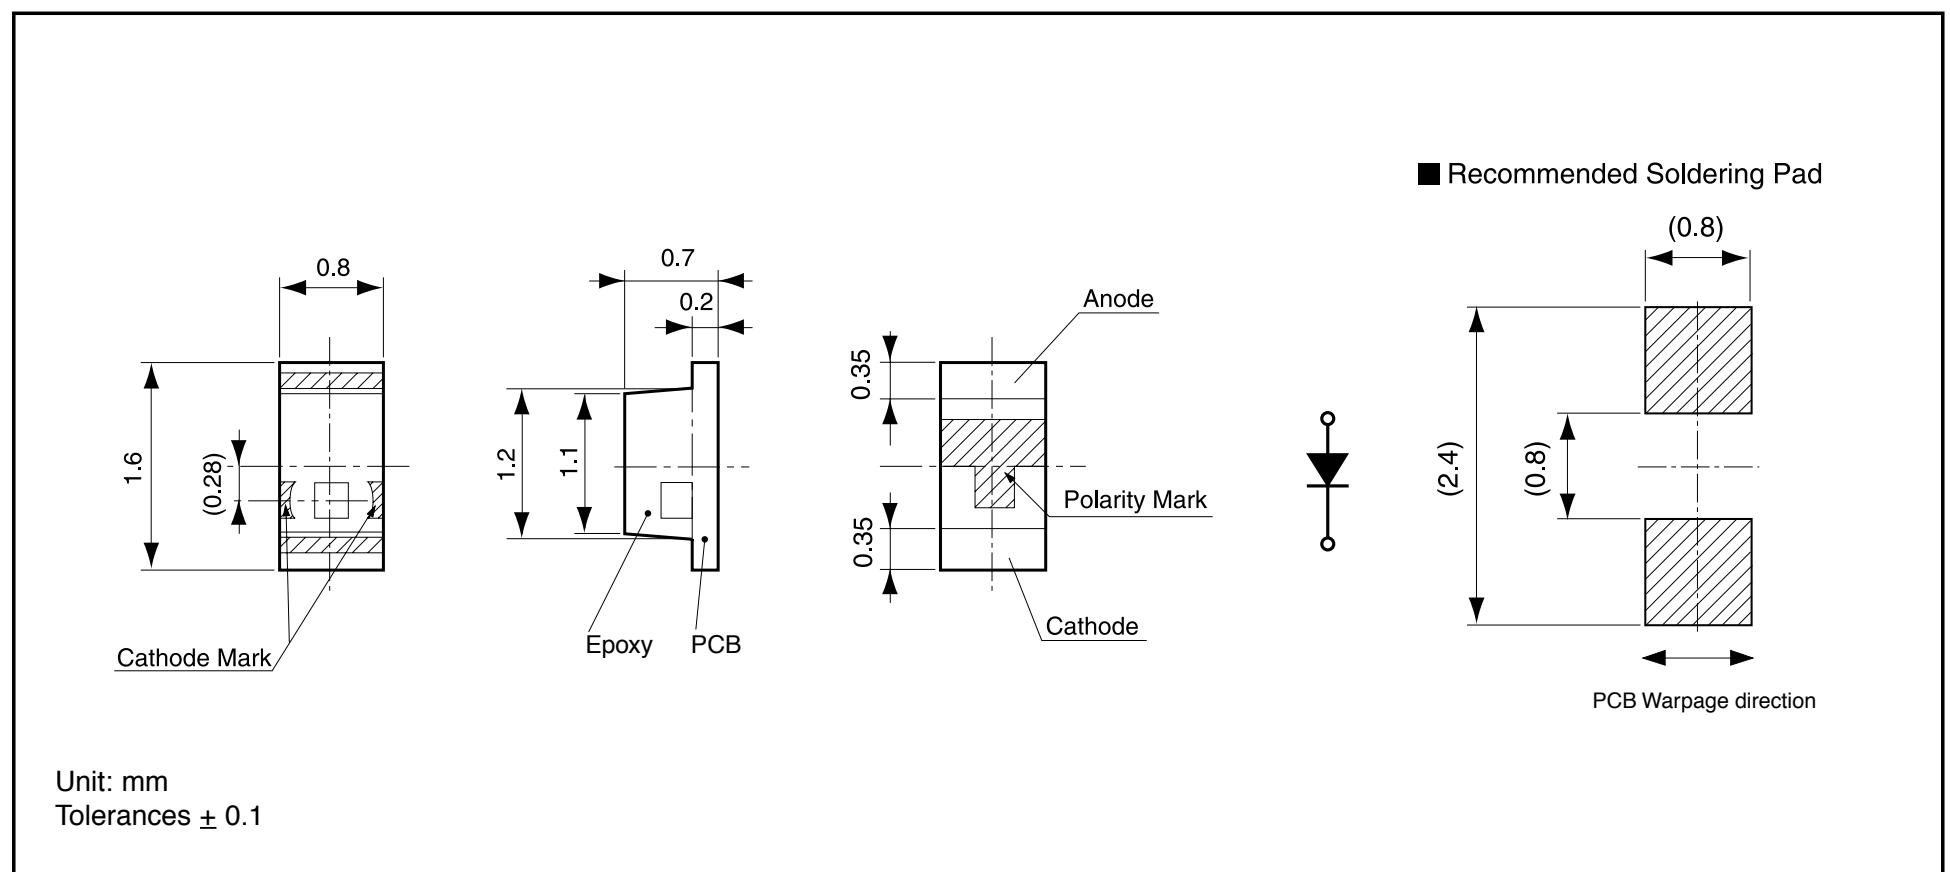 ■ Recommended Soldering Pad
(0.8)
0.7
0.8
0.2
Anode
0.35
1.6
(0.28)
1.2
1.1
(2.4)
(0.8)
Polarity Mark
0.35
Cathode
Epoxy
PCB
Cathode Mark
PCB Warpage direction
Unit: mm
Tolerances ± 0.1